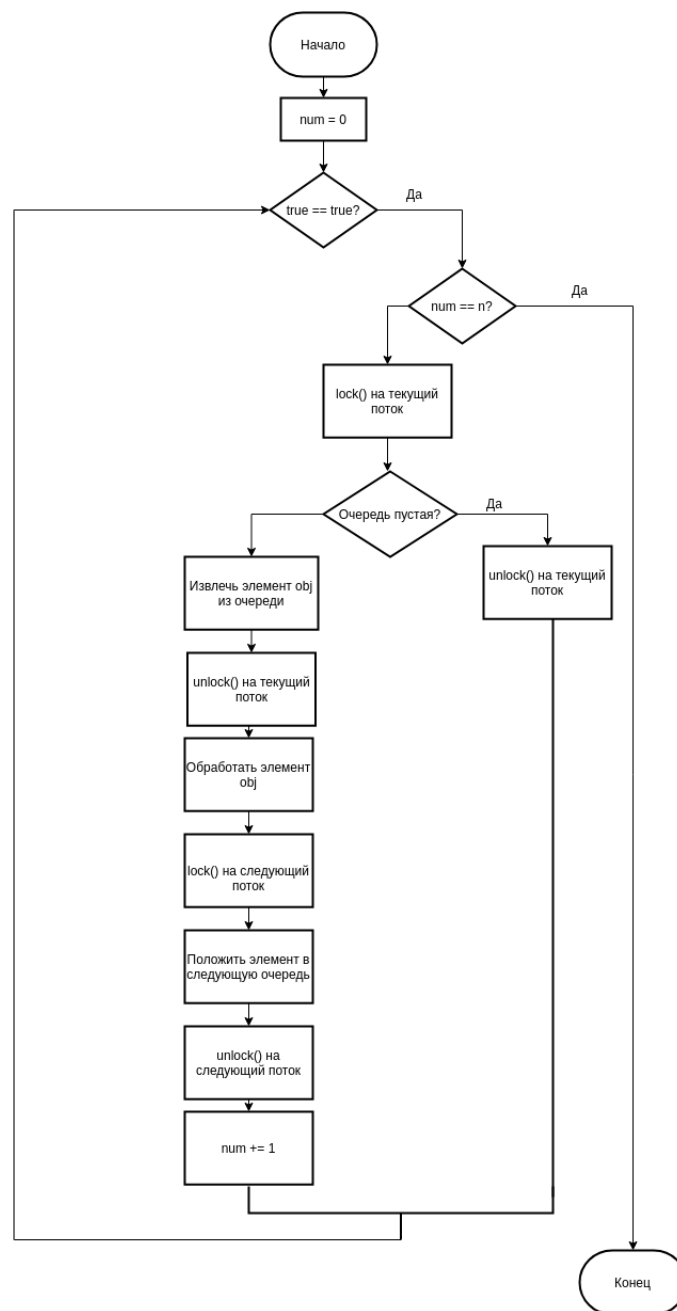 Начало
num = 0
true == true?
Да
num == n?
Да
lock() на текущий
поток
Очередь пустая?
Да
Извлечь элемент obj
из очереди
unlock() на текущий
поток
unlock() на текущий
поток
Обработать элемент
obj
lock() на следующий
поток
Положить элемент в
следующую очередь
unlock() на
следующий поток
num += 1
Конец